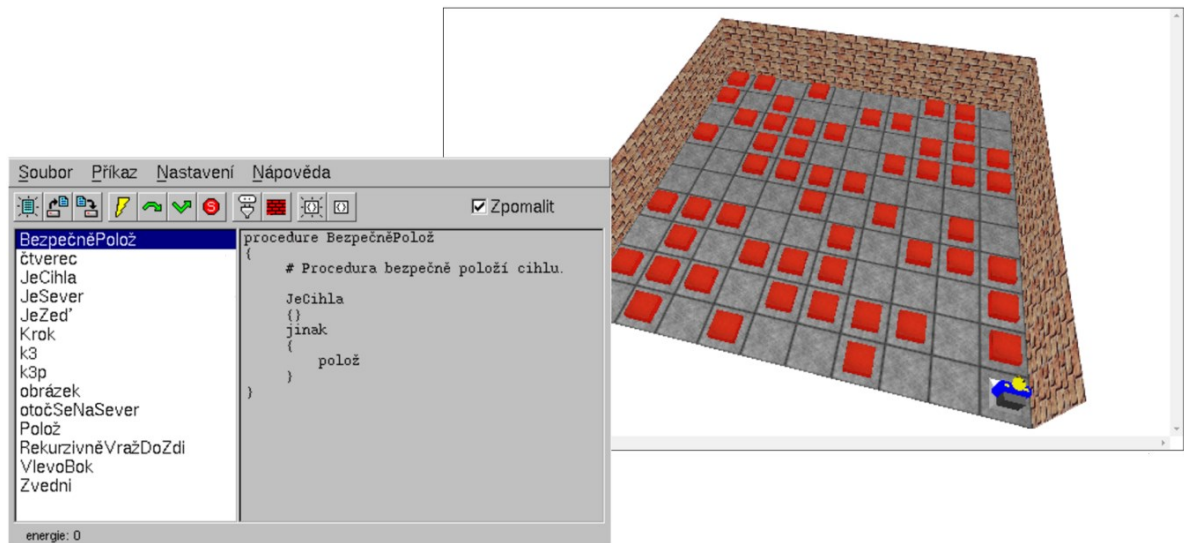 Soubor Příkaz Nastavení Nápověda
Zpomalit
BezpečněPolož
čtverec
JeCihla
JeSever
JeZeď
Krok
k3
k3p
obrázek
otočSeNaSever
Polož
RekurzivněVražDoZdi
VlevoBok
Zvedni
procedure BezpečněPolož
{
# Procedura bezpečně položí cihlu.
JeCihla
{}
jinak
{
polož
}
}
energie: 0